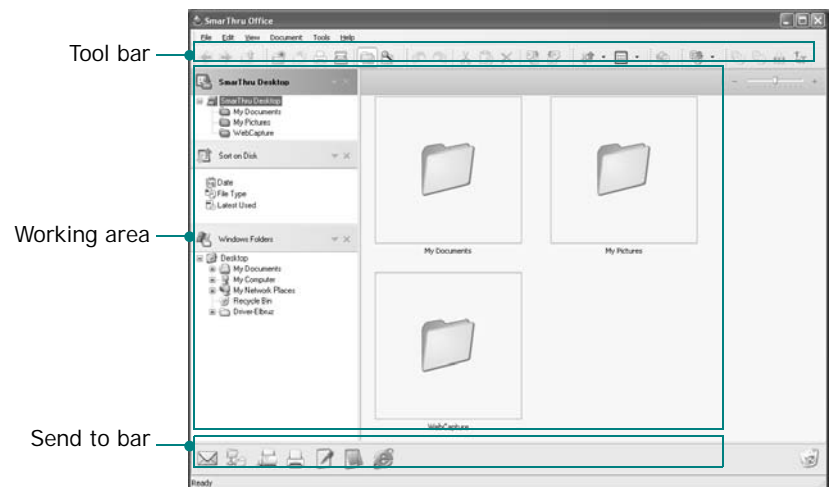 SmarThru Office
File Edit View Document Tools Help
Tool bar
SmarThru Desktop
SmarThru Desktop
My Documents
My Pictures
WebCapture
Sort on Disk
Date
File Type
Latest Used
Working area
Windows Folders
Desktop
My Documents
My Computer
My Network Places
Recycle Bin
Driver-Elbruz
My Documents
My Pictures
WebCapture
Send to bar
Ready